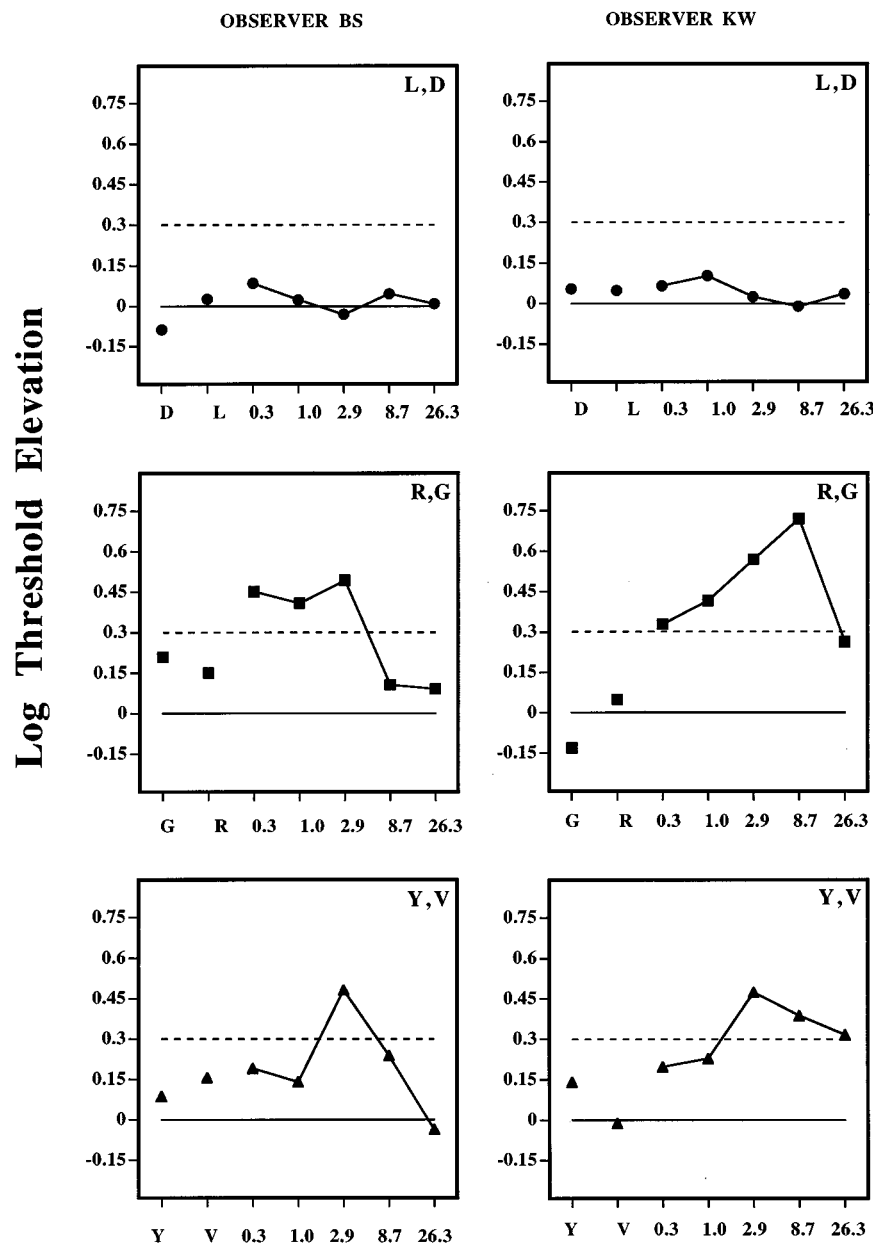 OBSERVER BS
OBSERVER KW
Log Threshold Elevation
L,D
0.75
0.6
0.45
0.3
0.15
0
-0.15
D L 0.3 1.0 2.9 8.7 26.3
L,D
0.75
0.6
0.45
0.3
0.15
0
-0.15
D L 0.3 1.0 2.9 8.7 26.3
R,G
0.75
0.6
0.45
0.3
0.15
0
-0.15
G R 0.3 1.0 2.9 8.7 26.3
R,G
0.75
0.6
0.45
0.3
0.15
0
-0.15
G R 0.3 1.0 2.9 8.7 26.3
Y,V
0.75
0.6
0.45
0.3
0.15
0
-0.15
Y V 0.3 1.0 2.9 8.7 26.3
Y,V
0.75
0.6
0.45
0.3
0.15
0
-0.15
Y V 0.3 1.0 2.9 8.7 26.3